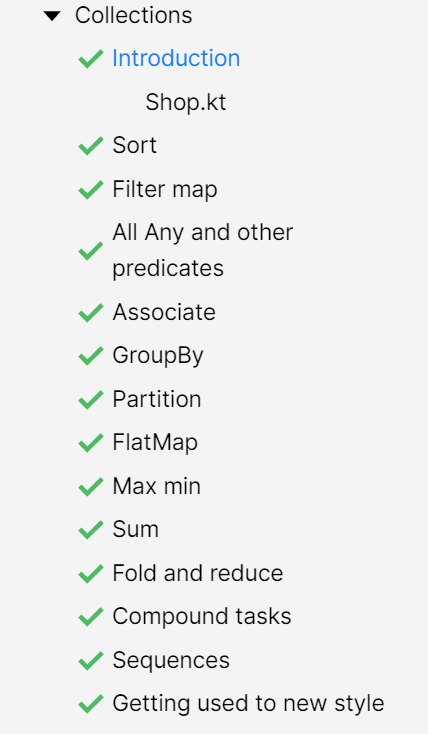 Collections
Introduction
Shop.kt
Sort
Filter map
All Any and other
predicates
Associate
GroupBy
Partition
FlatMap
Max min
Sum
Fold and reduce
Compound tasks
Sequences
Getting used to new style